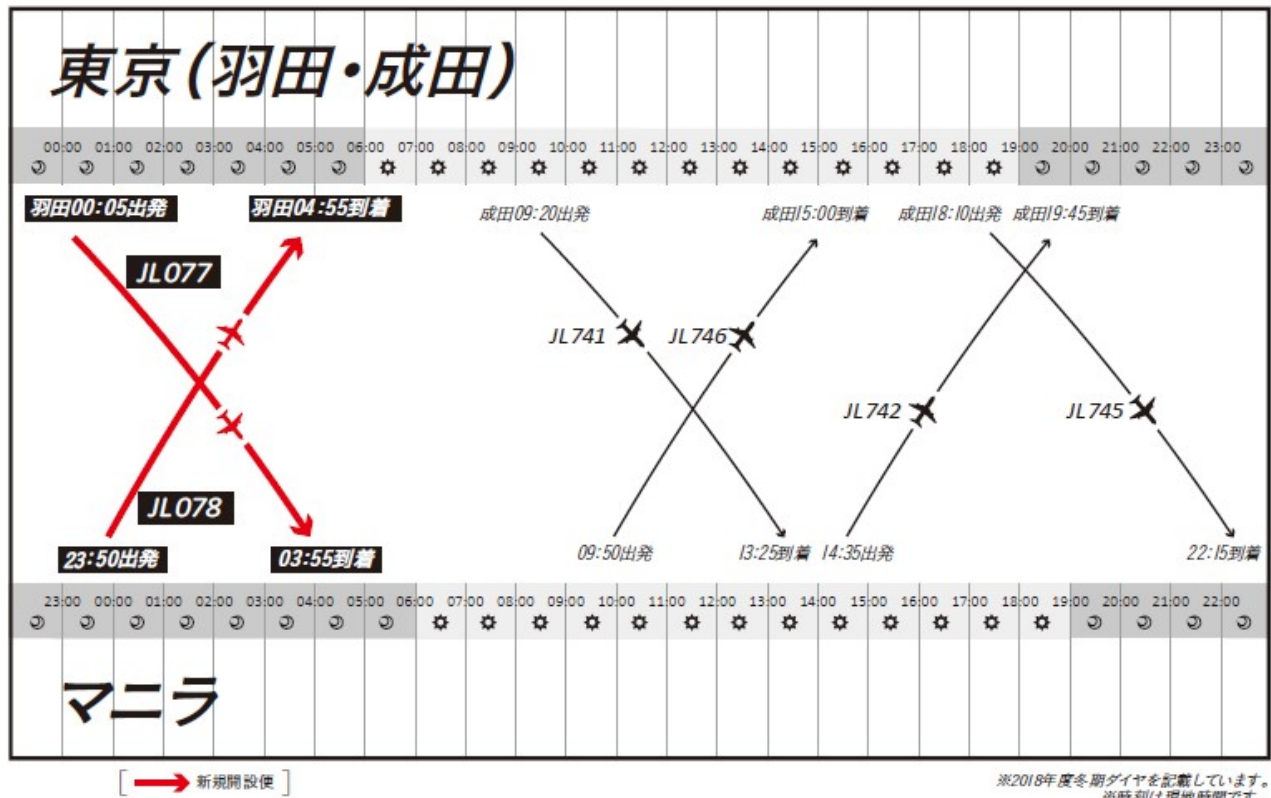 東京(羽田・成田)
00:00 01:00 02:00 03:00 04:00 05:00 06:00 07:00 08:00 09:00 10:00 11:00 12:00 13:00 14:00 15:00 16:00 17:00 18:00 19:00 20:00 21:00 22:00 23:00
羽田00:05出発 羽田04:55到着 成田09:20出発 成田15:00到着 成田18:10出発 成田19:45到着
JL077
JL741 JL746
JL742 JL745
JL078
23:50出発 03:55到着 09:50出発 13:25到着 14:35出発 22:15到着
23:00 00:00 01:00 02:00 03:00 04:00 05:00 06:00 07:00 08:00 09:00 10:00 11:00 12:00 13:00 14:00 15:00 16:00 17:00 18:00 19:00 20:00 21:00 22:00
マニラ
[ 新規開設便 ]
※2018年度冬期ダイヤを記載しています。
※時刻は現地時間です。